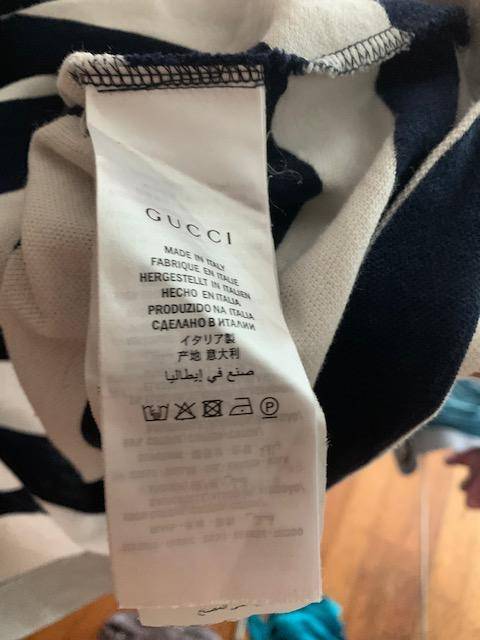 GUCCI
MADE IN ITALY
FABRIQUE EN ITALIE
HERGESTELLT IN ITALIEN
HECHO EN ITALIA
PRODUZIDO NA ITALIA
СДЕЛАНО В ИТАЛИИ
イタリア製
产地 意大利
صنع في إيطاليا
P